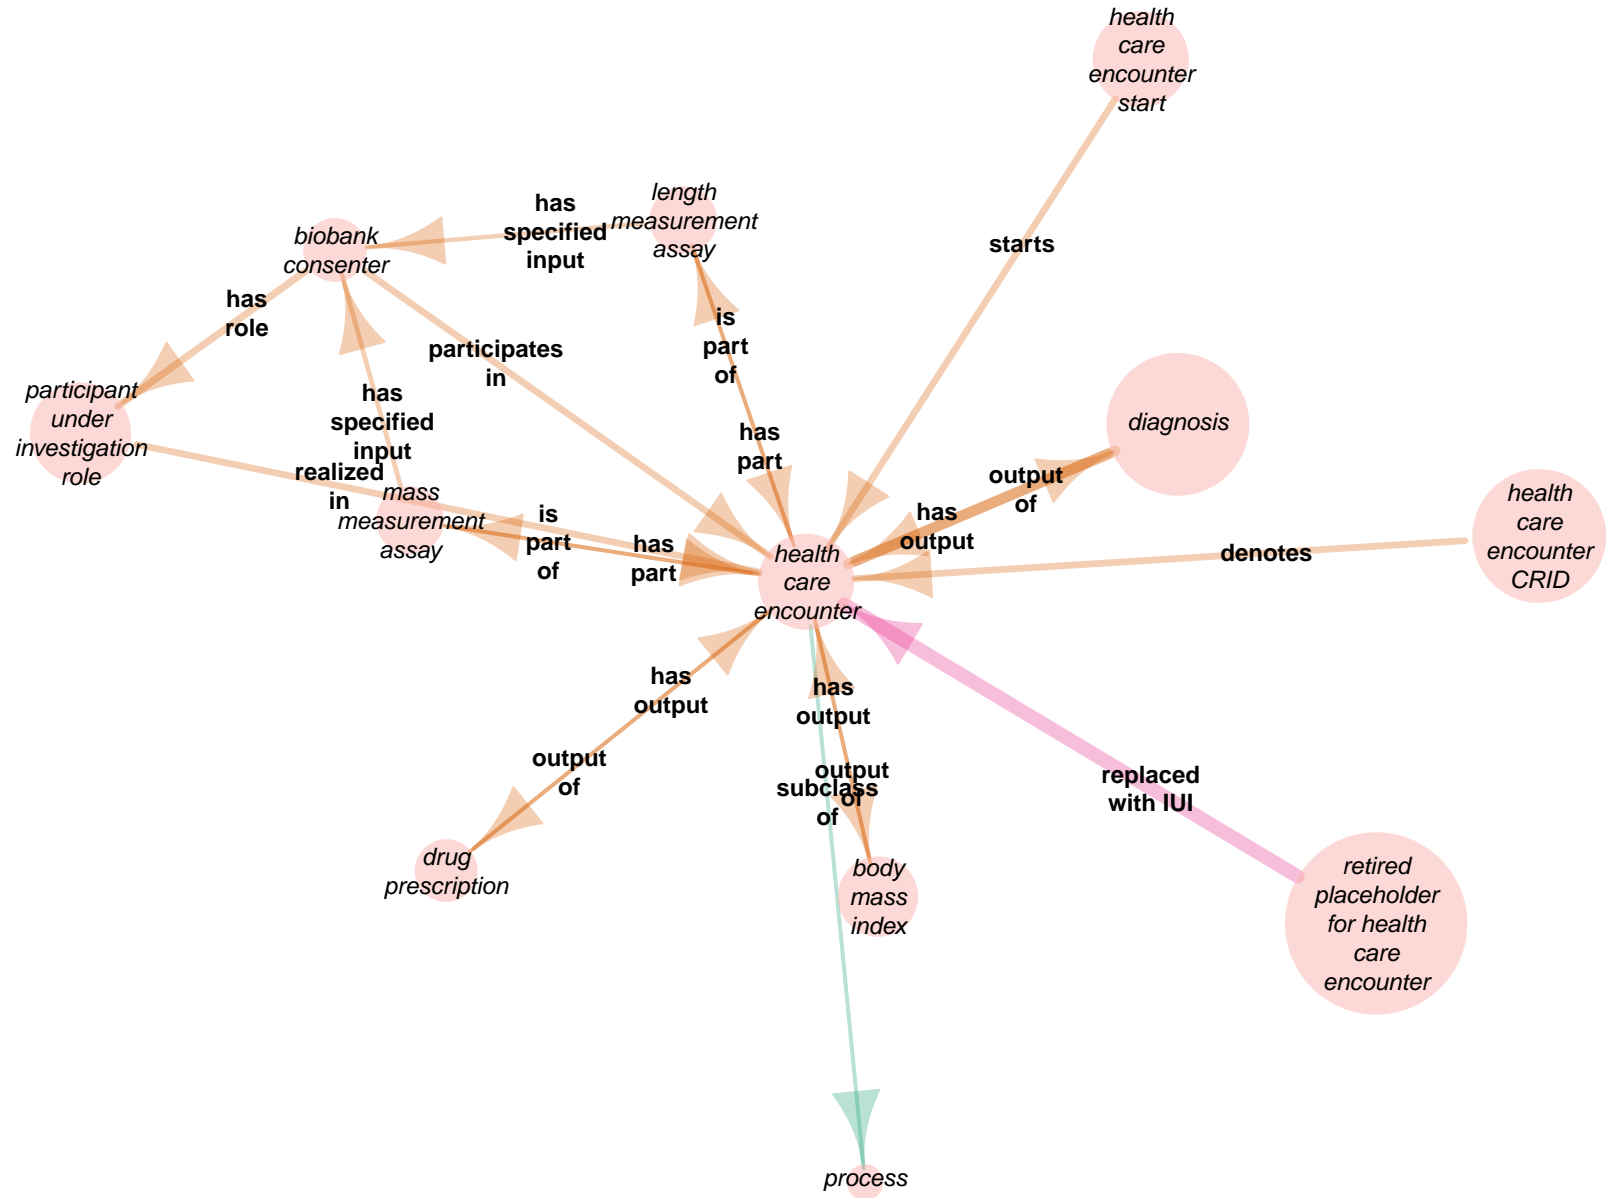 health
care
encounter
start
length
measurement
assay
has
specified
input
biobank
consenter
starts
has
role
is
part
of
participates
in
participant
under
investigation
role
has
specified
input
diagnosis
has
part
realized
in
output
of
mass
measurement
assay
health
care
encounter
CRID
is
part
of
has
output
has
part
denotes
health
care
encounter
has
output
has
output
output
of
output
of
subclass
of
replaced
with IUI
drug
prescription
body
mass
index
retired
placeholder
for health
care
encounter
process